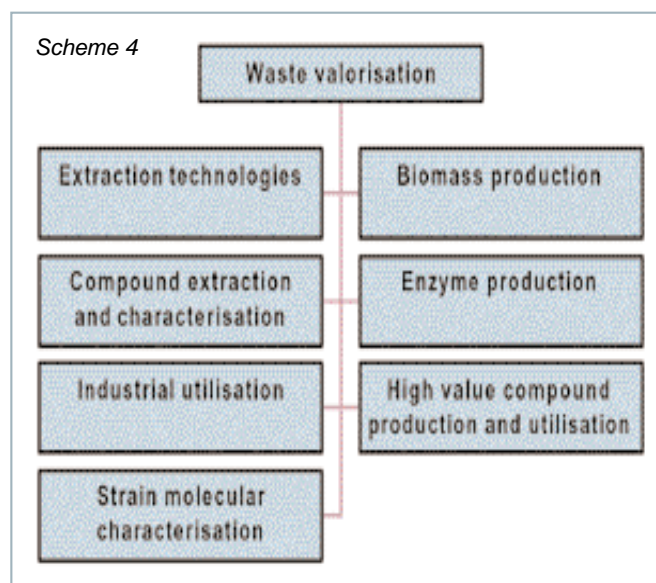 Scheme 4
Waste valorisation
Extraction technologies
Biomass production
Compound extraction
and characterisation
Enzyme production
Industrial utilisation
High value compound
production and utilisation
Strain molecular
characterisation